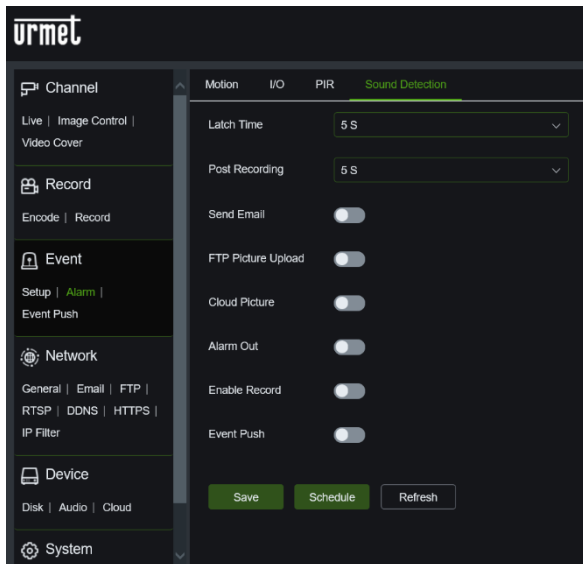 urmet
Channel
Live | Image Control |
Video Cover
Record
Encode | Record
Event
Setup | Alarm |
Event Push
Network
General | Email | FTP |
RTSP | DDNS | HTTPS |
IP Filter
Device
Disk | Audio | Cloud
System
Motion I/O PIR Sound Detection
Latch Time 5 S
Post Recording 5 S
Send Email
FTP Picture Upload
Cloud Picture
Alarm Out
Enable Record
Event Push
Save Schedule Refresh